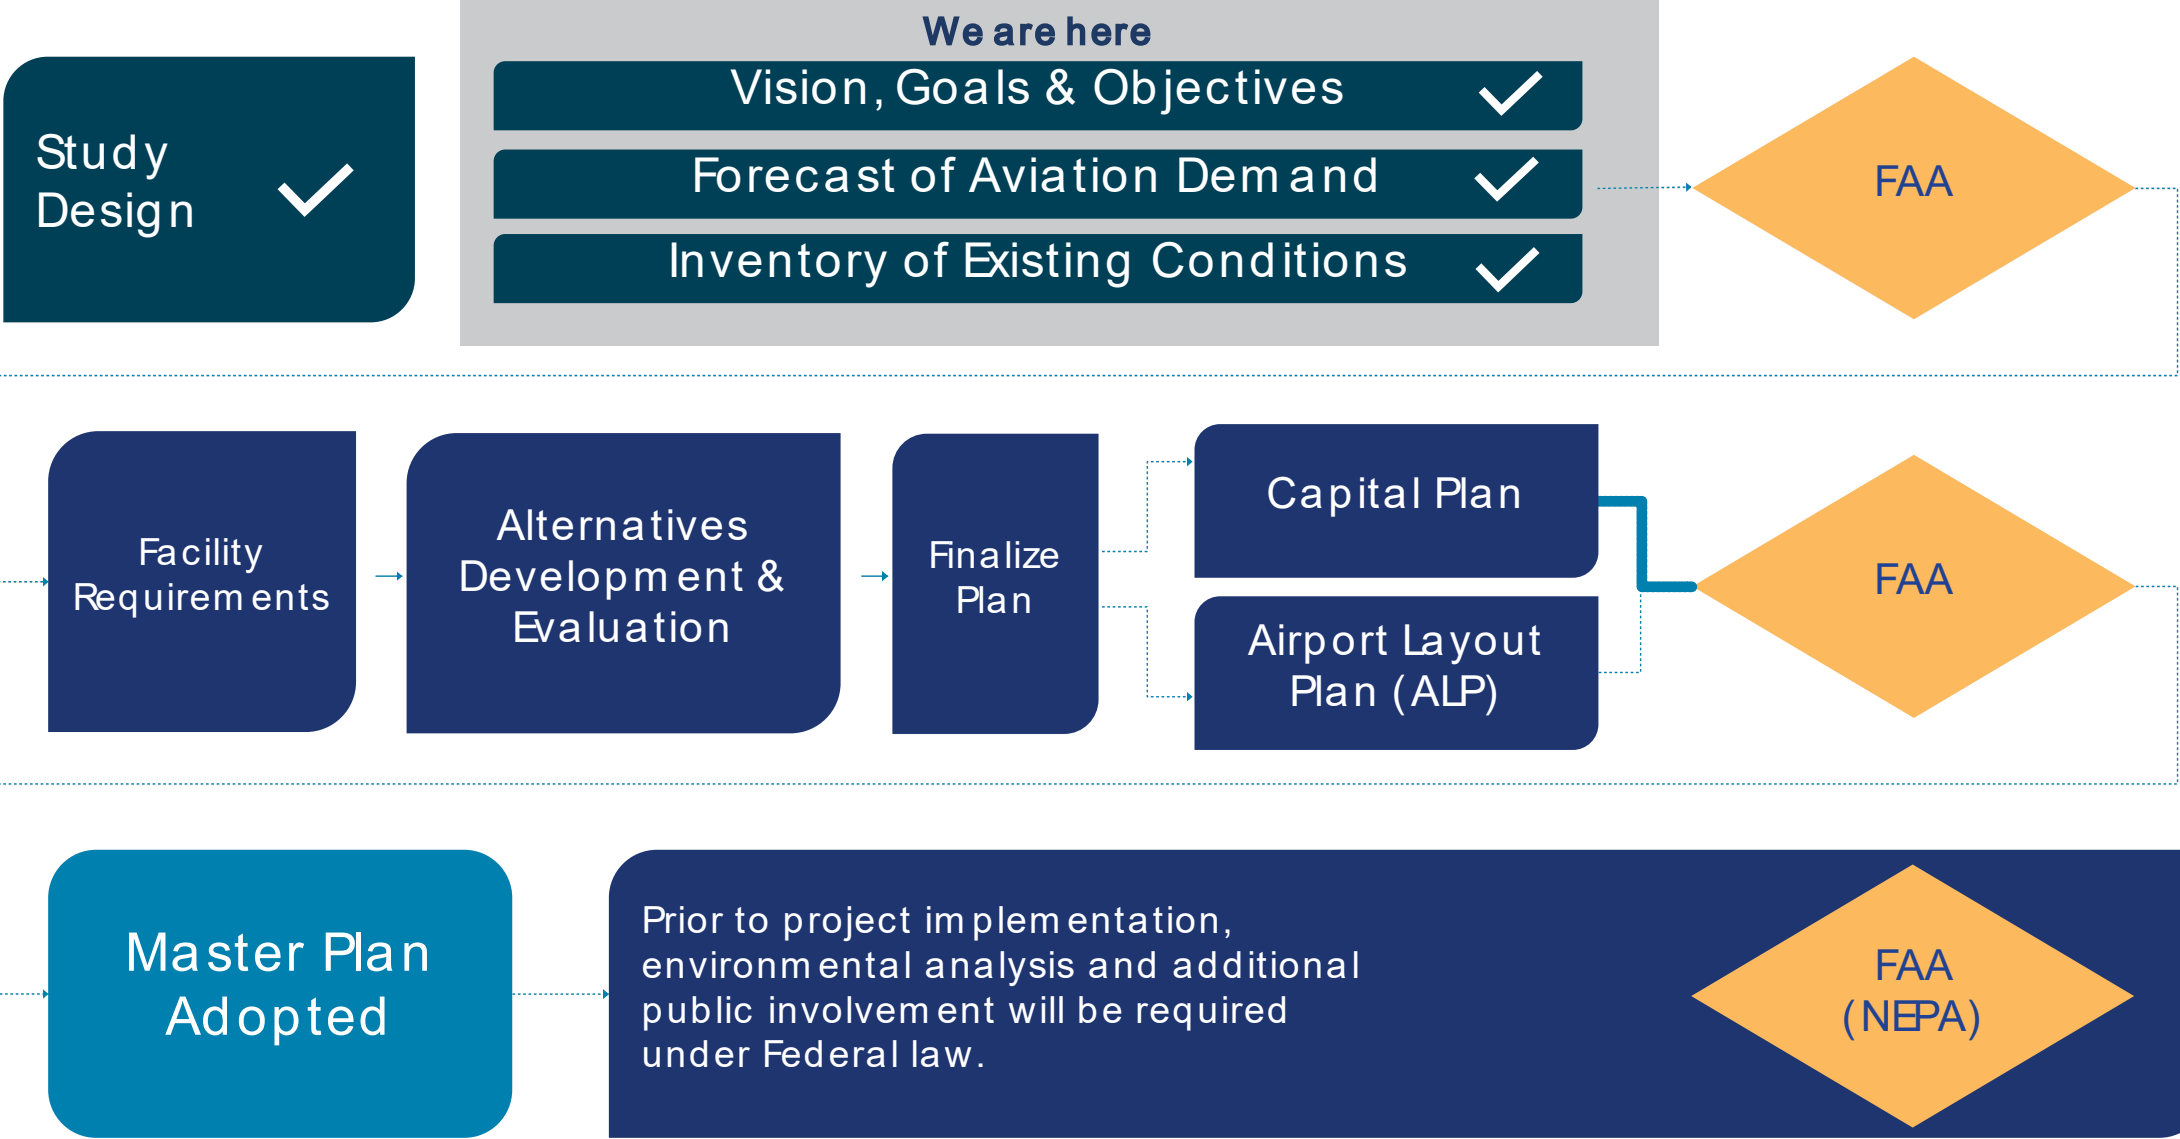 We are here
Study
Design
Vision, Goals & Objectives
Forecast of Aviation Demand
Inventory of Existing Conditions
FAA
Facility
Requirements
Alternatives
Development &
Evaluation
Finalize
Plan
Capital Plan
Airport Layout
Plan (ALP)
FAA
Master Plan
Adopted
Prior to project implementation,
environmental analysis and additional
public involvement will be required
under Federal law.
FAA
(NEPA)